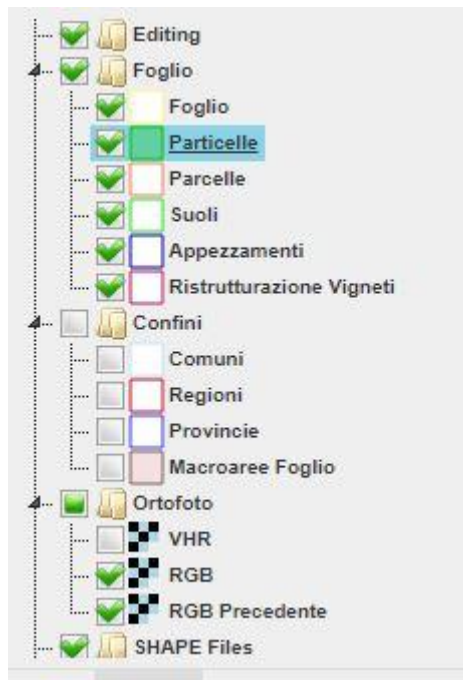 Editing
Foglio
Foglio
Particelle
Parcelle
Suoli
Appezzamenti
Ristrutturazione Vigneti
Confini
Comuni
Regioni
Provincie
Macroaree Foglio
Ortofoto
VHR
RGB
RGB Precedente
SHAPE Files